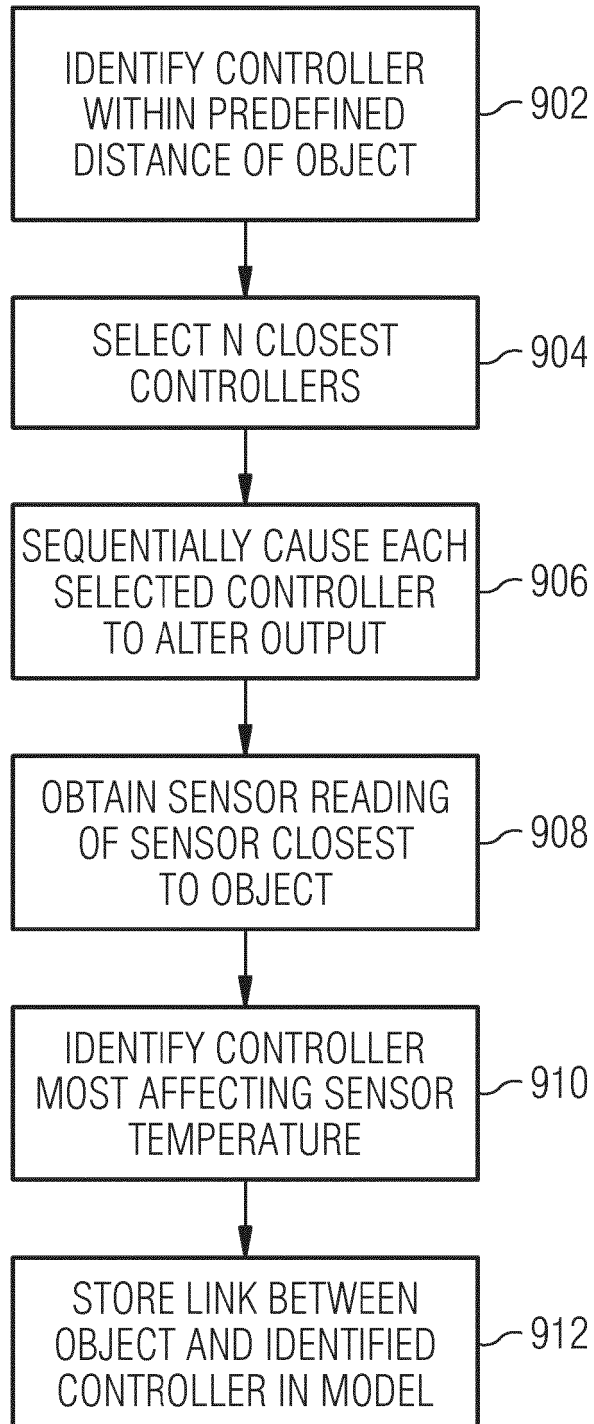 IDENTIFY CONTROLLER
WITHIN PREDEFINED
DISTANCE OF OBJECT
902
SELECT N CLOSEST
CONTROLLERS
904
SEQUENTIALLY CAUSE EACH
SELECTED CONTROLLER
TO ALTER OUTPUT
906
OBTAIN SENSOR READING
OF SENSOR CLOSEST
TO OBJECT
908
IDENTIFY CONTROLLER
MOST AFFECTING SENSOR
TEMPERATURE
910
STORE LINK BETWEEN
OBJECT AND IDENTIFIED
CONTROLLER IN MODEL
912